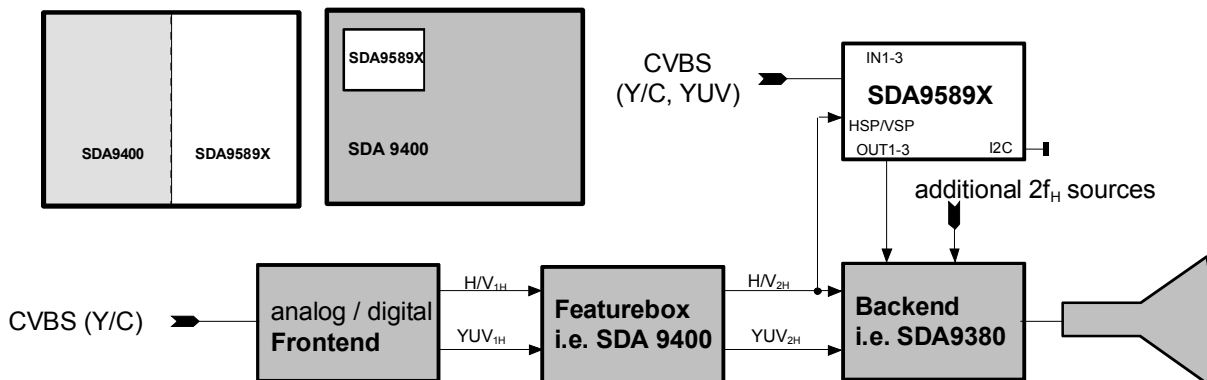 SDA9400
SDA9589X
SDA9589X
SDA 9400
CVBS
(Y/C, YUV)
IN1-3
SDA9589X
HSP/VSP
OUT1-3
I2C
additional 2fH sources
CVBS (Y/C)
analog / digital
Frontend
H/V1H
YUV1H
Featurebox
i.e. SDA 9400
H/V2H
YUV2H
Backend
i.e. SDA9380